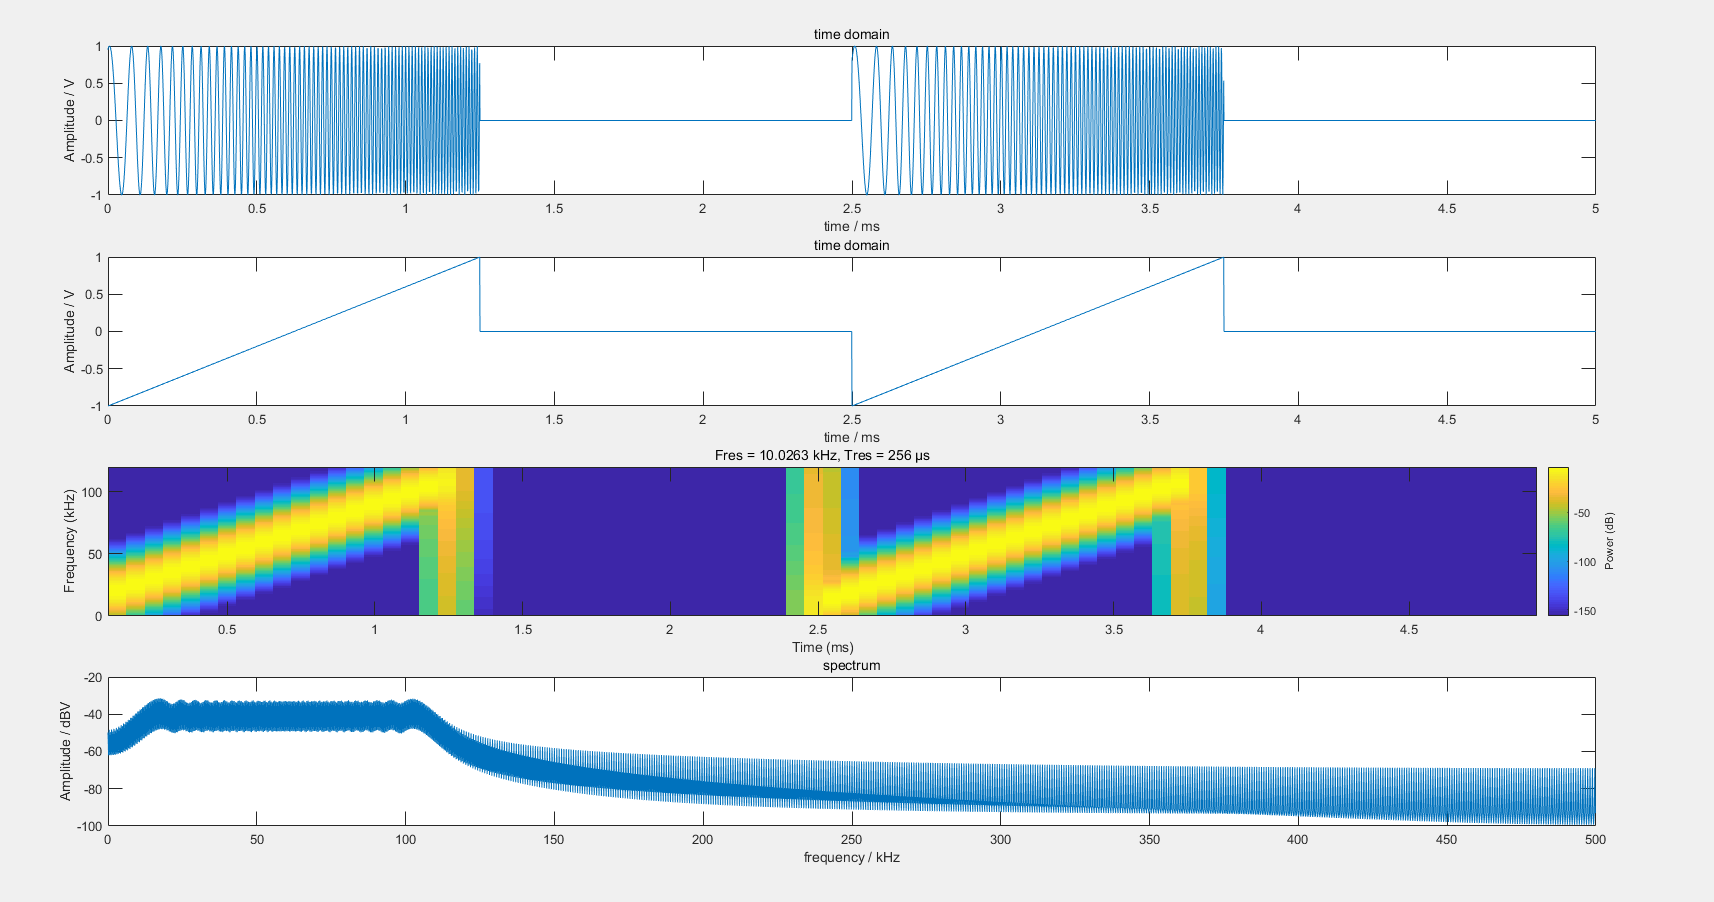 time domain
Amplitude / V
1
0.5
0
-0.5
-1
0 0.5 1 1.5 2 2.5 3 3.5 4 4.5 5
time / ms
time domain
Amplitude / V
1
0.5
0
-0.5
-1
0 0.5 1 1.5 2 2.5 3 3.5 4 4.5 5
time / ms
Fres = 10.0263 kHz, Tres = 256 µs
Frequency (kHz)
100
50
0
0.5 1 1.5 2 2.5 3 3.5 4 4.5
Time (ms)
-50
-100
-150
Power (dB)
spectrum
Amplitude / dBV
-20
-40
-60
-80
-100
0 50 100 150 200 250 300 350 400 450 500
frequency / kHz